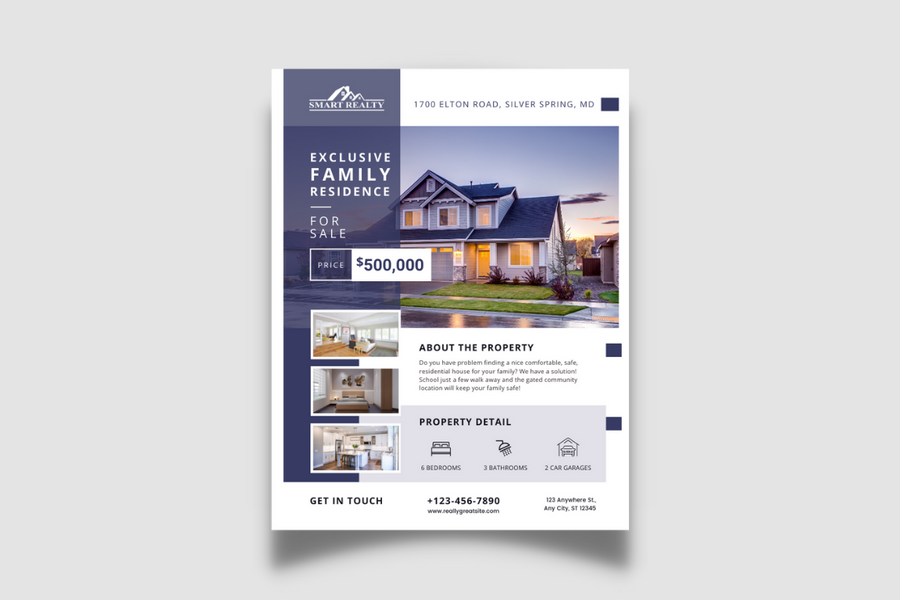 SMART REALTY
1700 ELTON ROAD, SILVER SPRING, MD
EXCLUSIVE
FAMILY
RESIDENCE
FOR
SALE
PRICE $500,000
ABOUT THE PROPERTY
Do you have problem finding a nice comfortable, safe,
residential house for your family? We have a solution!
School just a few walk away and the gated community
location will keep your family safe!
PROPERTY DETAIL
6 BEDROOMS
3 BATHROOMS
2 CAR GARAGES
GET IN TOUCH
+123-456-7890
www.reallygreatsite.com
123 Anywhere St.,
Any City, ST 12345